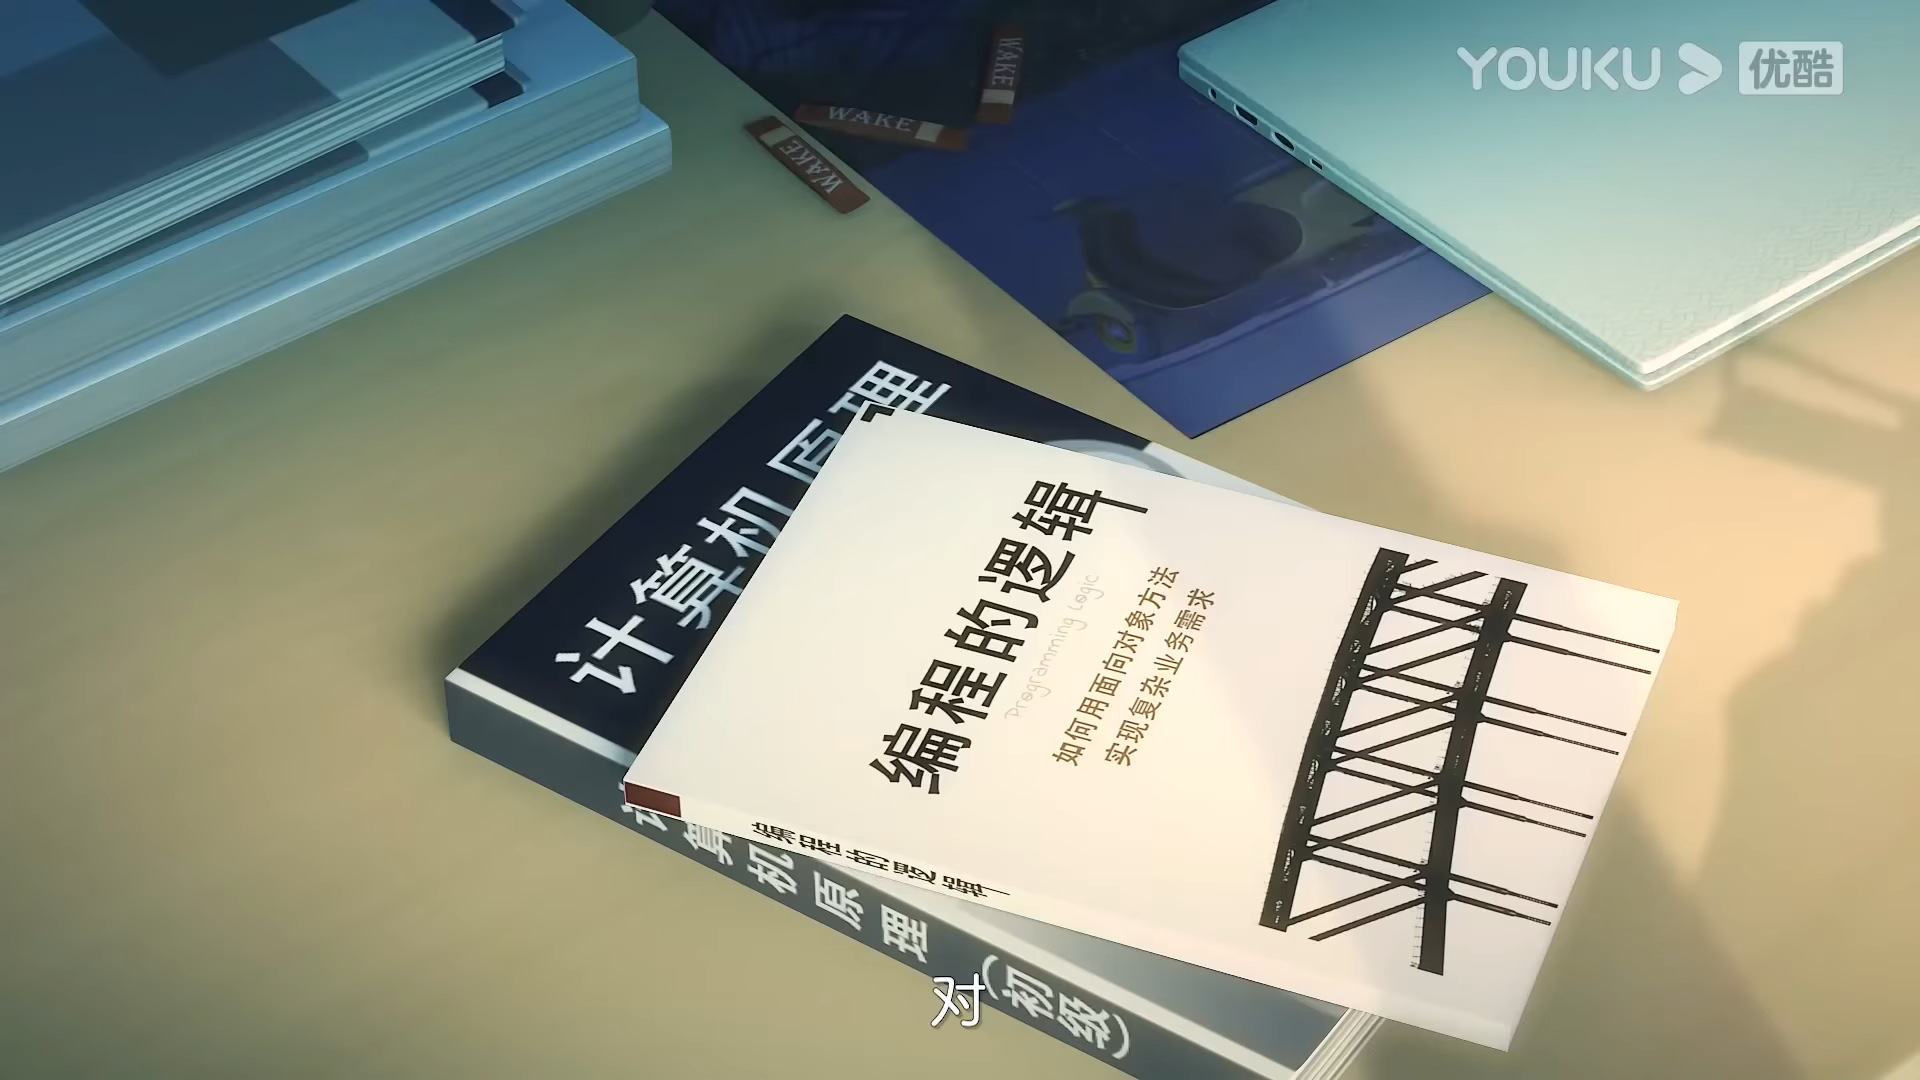 YOUKU 优酷
WAKE
WAKE
WAKE
计算机原理
编程的逻辑
Programming Logic
如何用面向对象方法
实现复杂业务需求
编程的逻辑
计算机原理(初级)
对